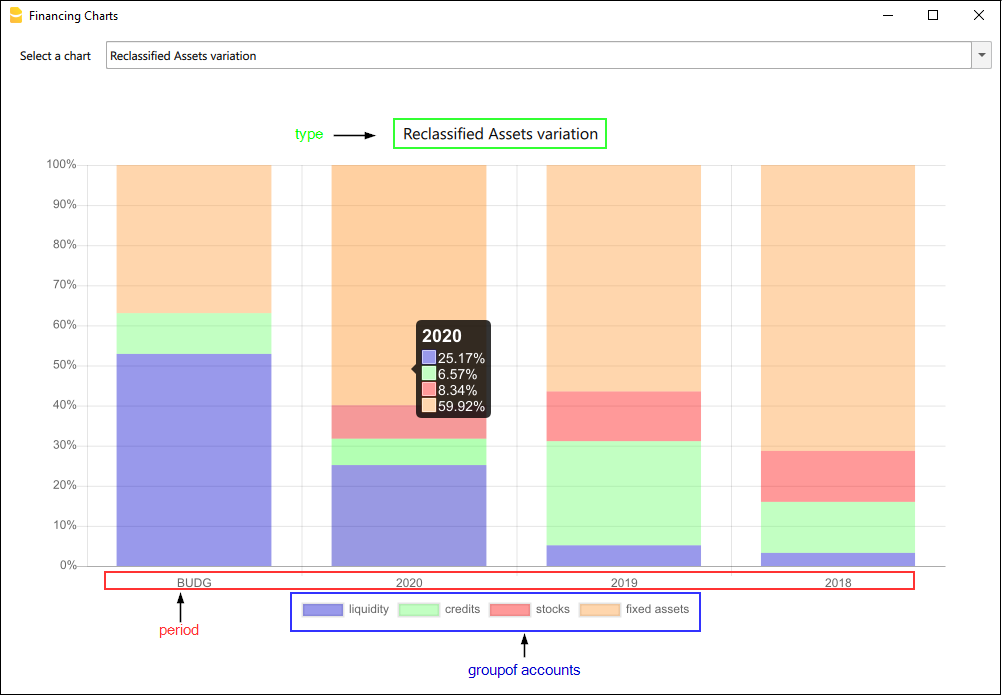 Financing Charts
Select a chart Reclassified Assets variation
type Reclassified Assets variation
100%
90%
80%
70%
60%
50%
40%
30%
20%
10%
0%
2020
25.17%
6.57%
8.34%
59.92%
BUDG 2020 2019 2018
liquidity credits stocks fixed assets
period
groupof accounts